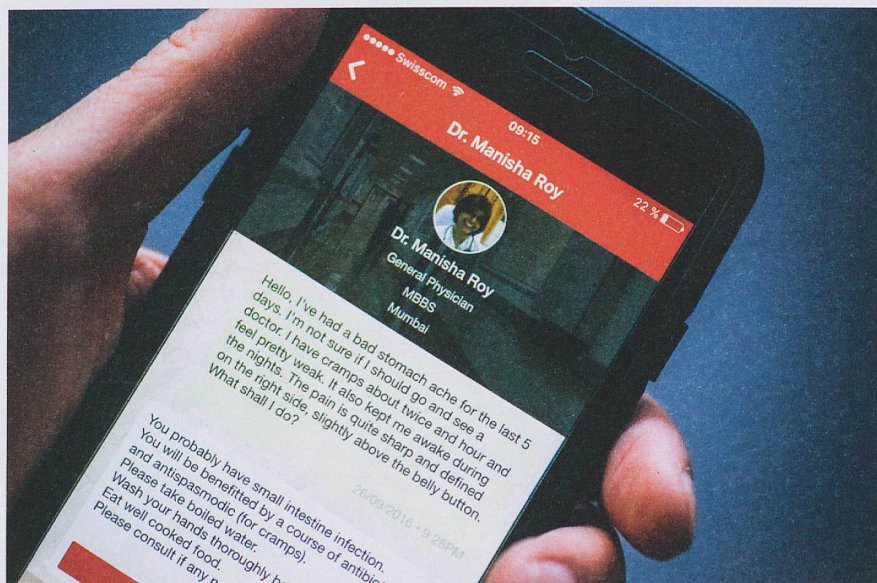 Swisscom
09:15
22 %
Dr. Manisha Roy
Dr. Manisha Roy
General Physician
MBBS
Mumbai
Hello, I've had a bad stomach ache for the last 5
days. I'm not sure if I should go and see a
doctor. I have cramps about twice and hour and
feel pretty weak. It also kept me awake during
the nights. The pain is quite sharp and defined
on the right side, slightly above the belly button.
What shall I do?
26/09/2016 • 9:28PM
You probably have small intestine infection.
You will be benefitted by a course of
and antispasmodic (for cramps).
Please take boiled water.
Wash your hands thoroughly
Eat well cooked food.
Please consult if any